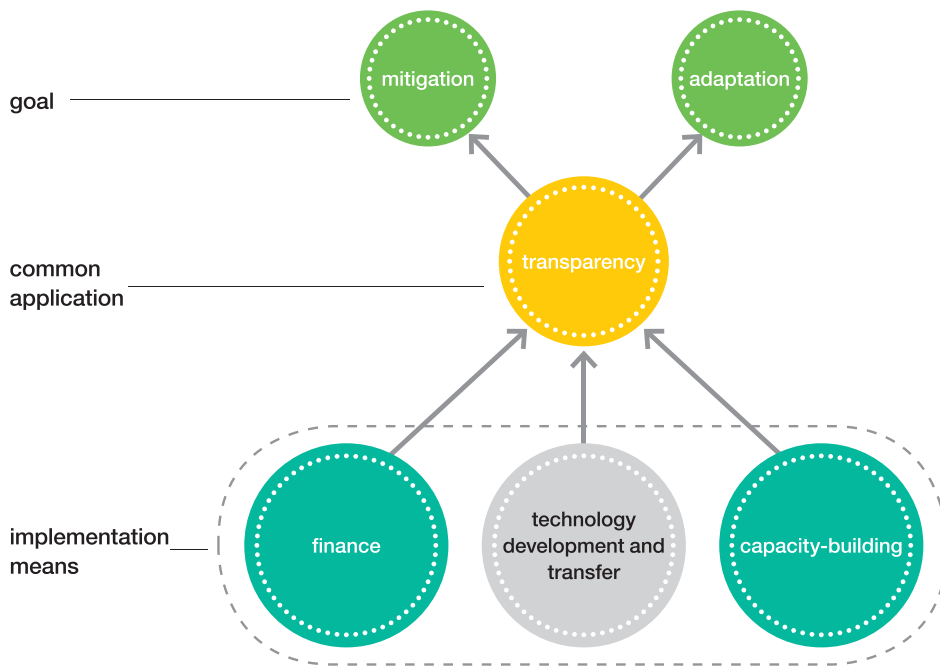 mitigation
adaptation
goal
common
application
transparency
implementation
means
finance
technology
development and
transfer
capacity-building